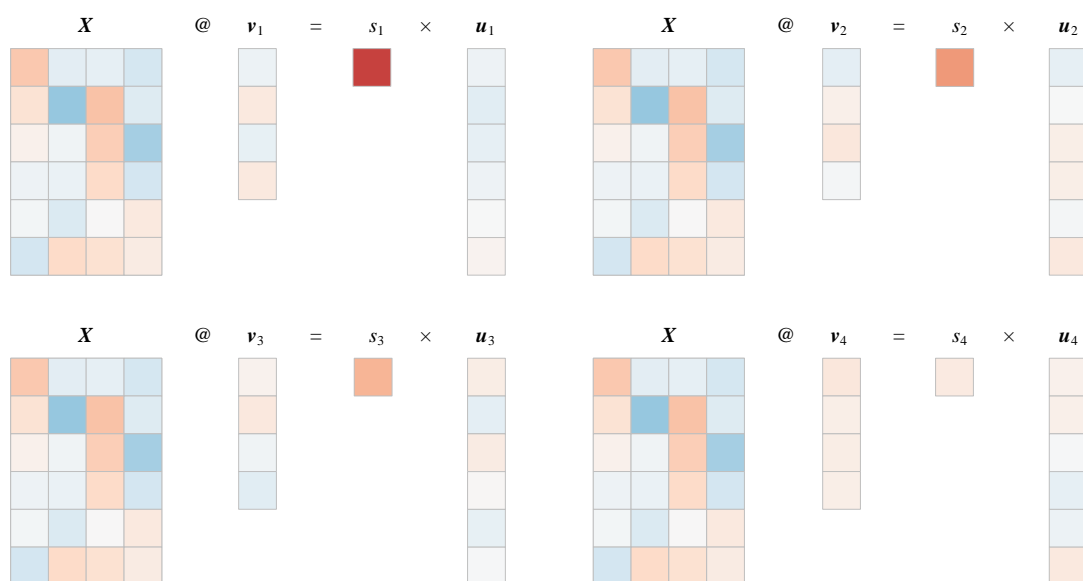 X @ v₁ = s₁ × u₁
X @ v₂ = s₂ × u₂
X @ v₃ = s₃ × u₃
X @ v₄ = s₄ × u₄